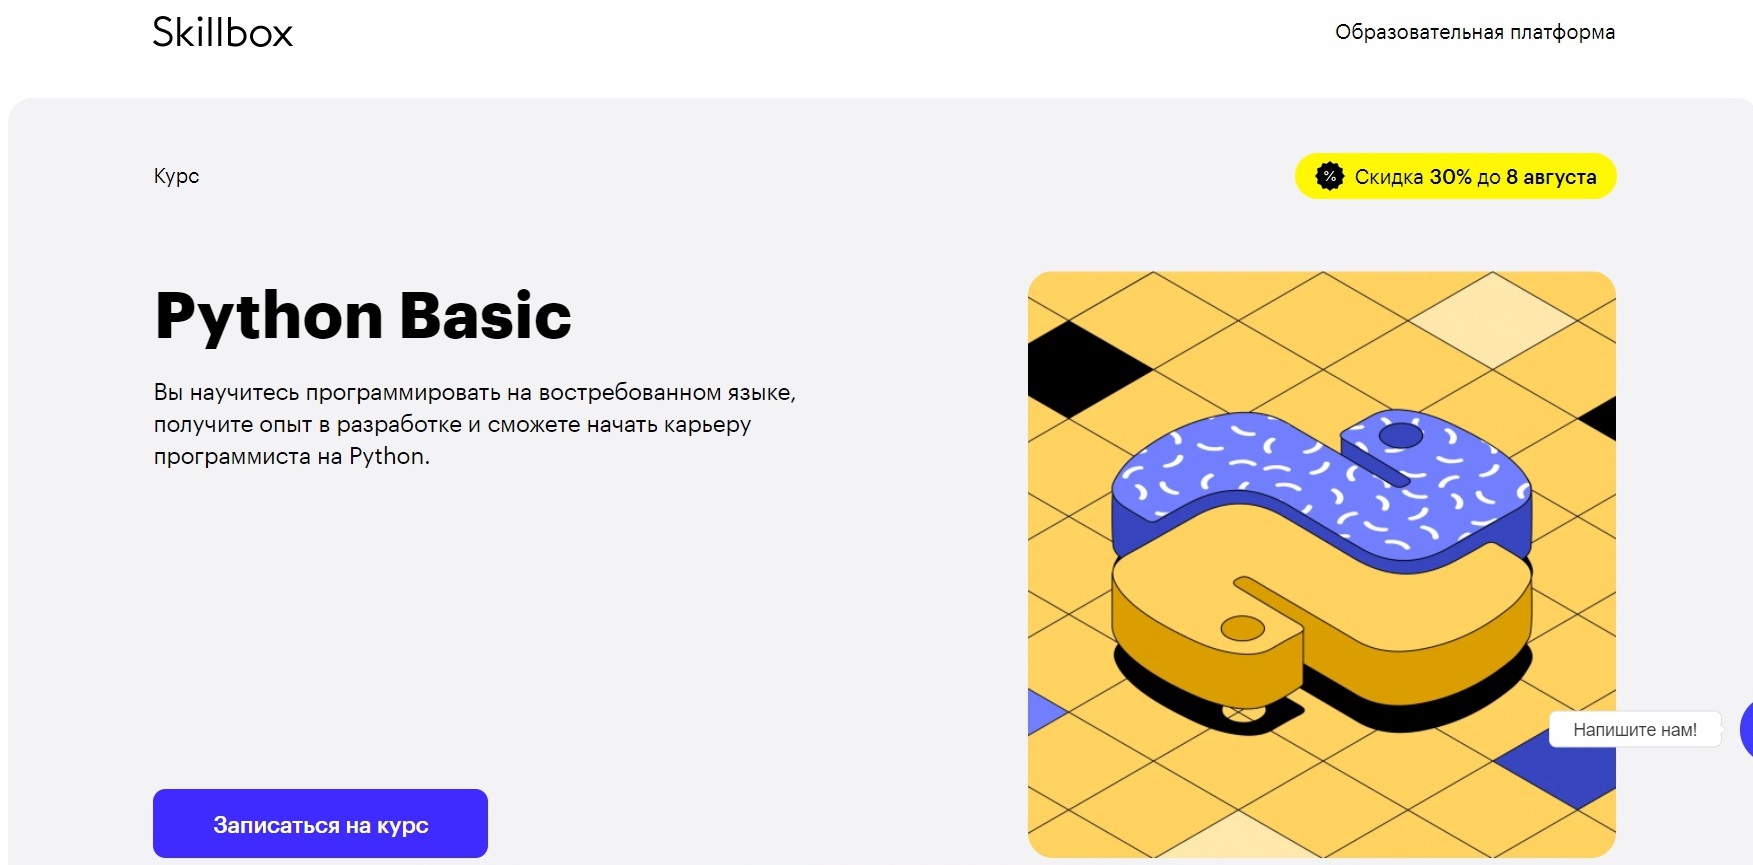 Skillbox
Образовательная платформа
Курс
% Скидка 30% до 8 августа
Python Basic
Вы научитесь программировать на востребованном языке,
получите опыт в разработке и сможете начать карьеру
программиста на Python.
Напишите нам!
Записаться на курс